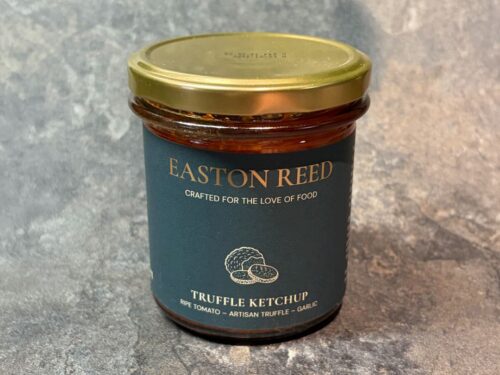 EASTON REED
CRAFTED FOR THE LOVE OF FOOD
TRUFFLE KETCHUP
RIPE TOMATO – ARTISAN TRUFFLE – GARLIC